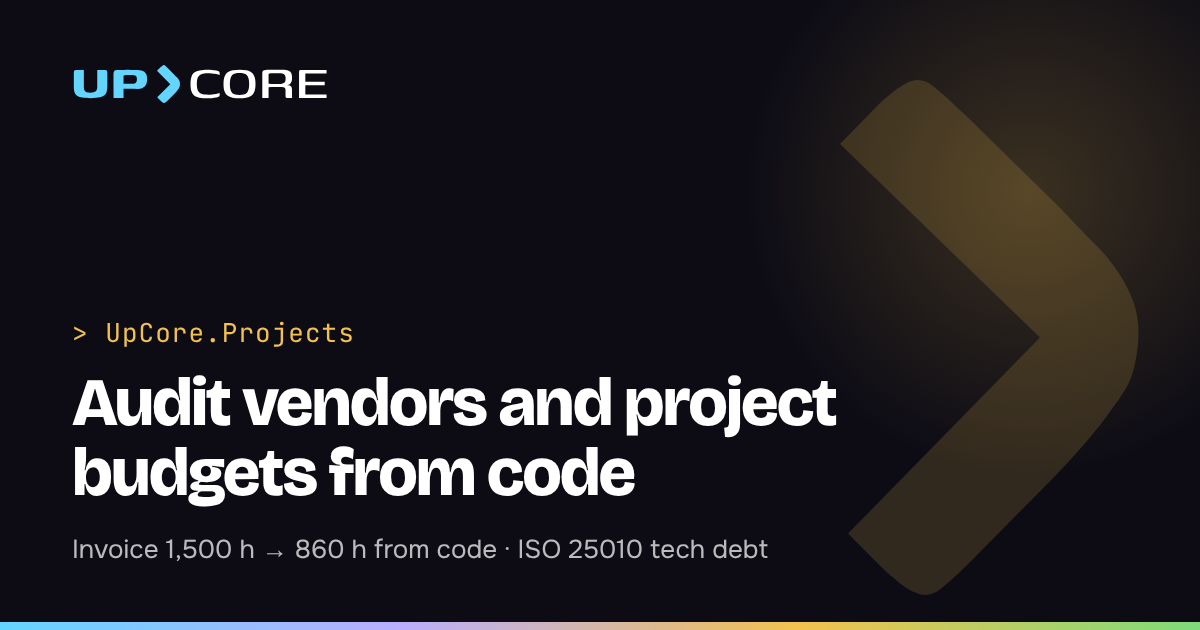 UP CORE
> UpCore.Projects
Audit vendors and project
budgets from code
Invoice 1,500 h → 860 h from code · ISO 25010 tech debt